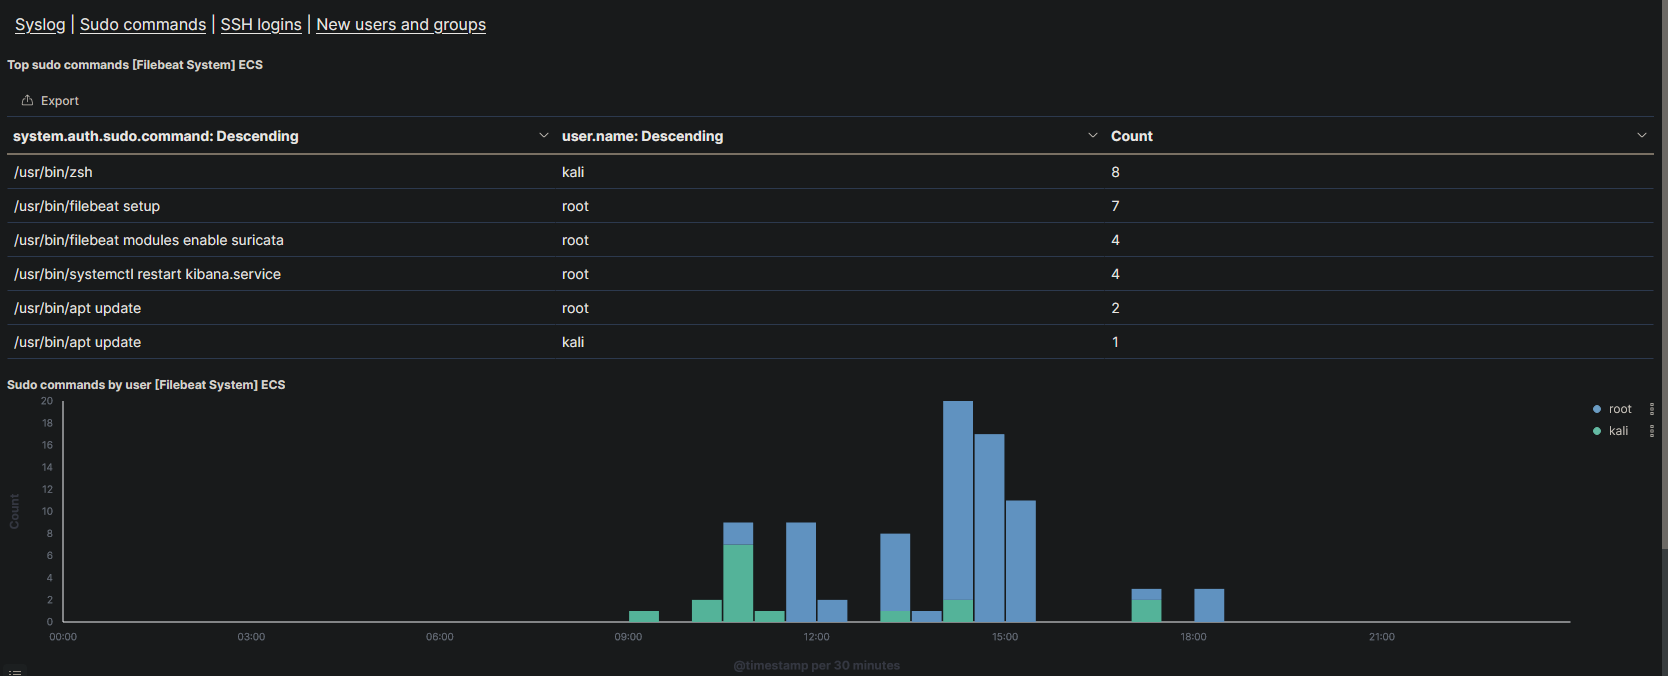 Syslog | Sudo commands | SSH logins | New users and groups
Top sudo commands [Filebeat System] ECS
Export
system.auth.sudo.command: Descending user.name: Descending Count
/usr/bin/zsh kali 8
/usr/bin/filebeat setup root 7
/usr/bin/filebeat modules enable suricata root 4
/usr/bin/systemctl restart kibana.service root 4
/usr/bin/apt update root 2
/usr/bin/apt update kali 1
Sudo commands by user [Filebeat System] ECS
20
18
16
14
12
10
8
6
4
2
0
Count
root
kali
00:00 03:00 06:00 09:00 12:00 15:00 18:00 21:00
@timestamp per 30 minutes